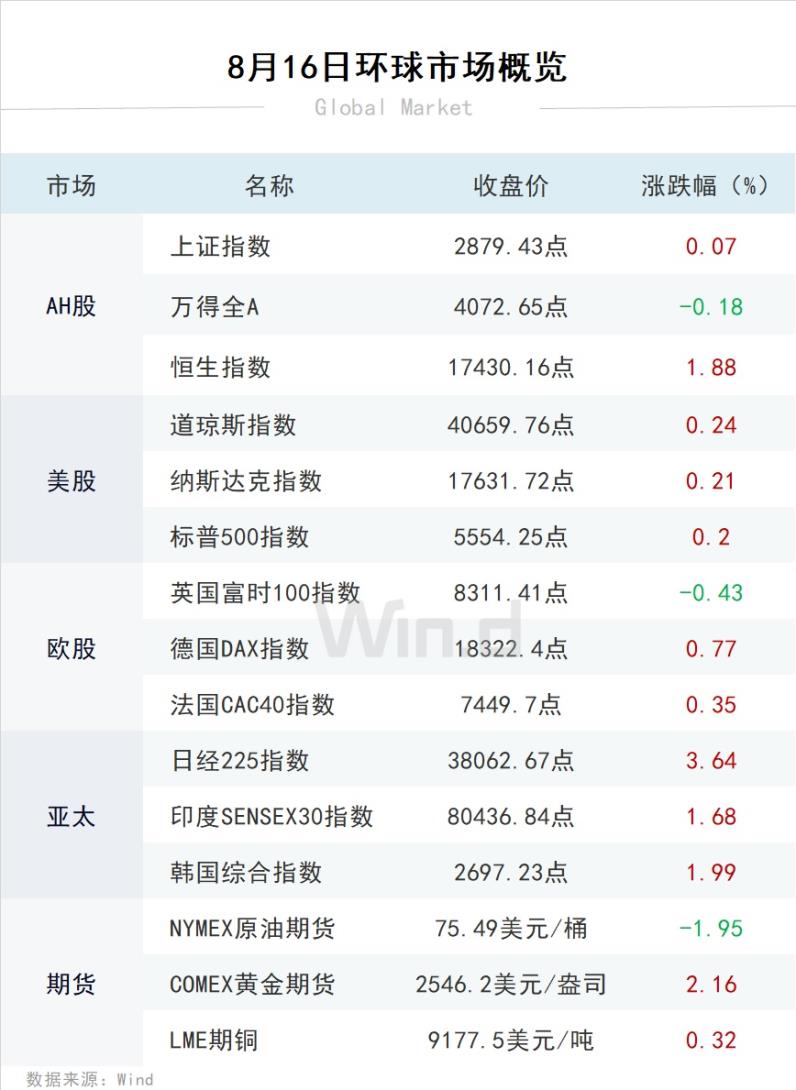 8月16日环球市场概览
Global Market
市场 名称 收盘价 涨跌幅（%）
AH股
上证指数 2879.43点 0.07
万得全A 4072.65点 -0.18
恒生指数 17430.16点 1.88
美股
道琼斯指数 40659.76点 0.24
纳斯达克指数 17631.72点 0.21
标普500指数 5554.25点 0.2
欧股
英国富时100指数 8311.41点 -0.43
德国DAX指数 18322.4点 0.77
法国CAC40指数 7449.7点 0.35
亚太
日经225指数 38062.67点 3.64
印度SENSEX30指数 80436.84点 1.68
韩国综合指数 2697.23点 1.99
期货
NYMEX原油期货 75.49美元/桶 -1.95
COMEX黄金期货 2546.2美元/盎司 2.16
LME期铜 9177.5美元/吨 0.32
Win.d
数据来源：Wind